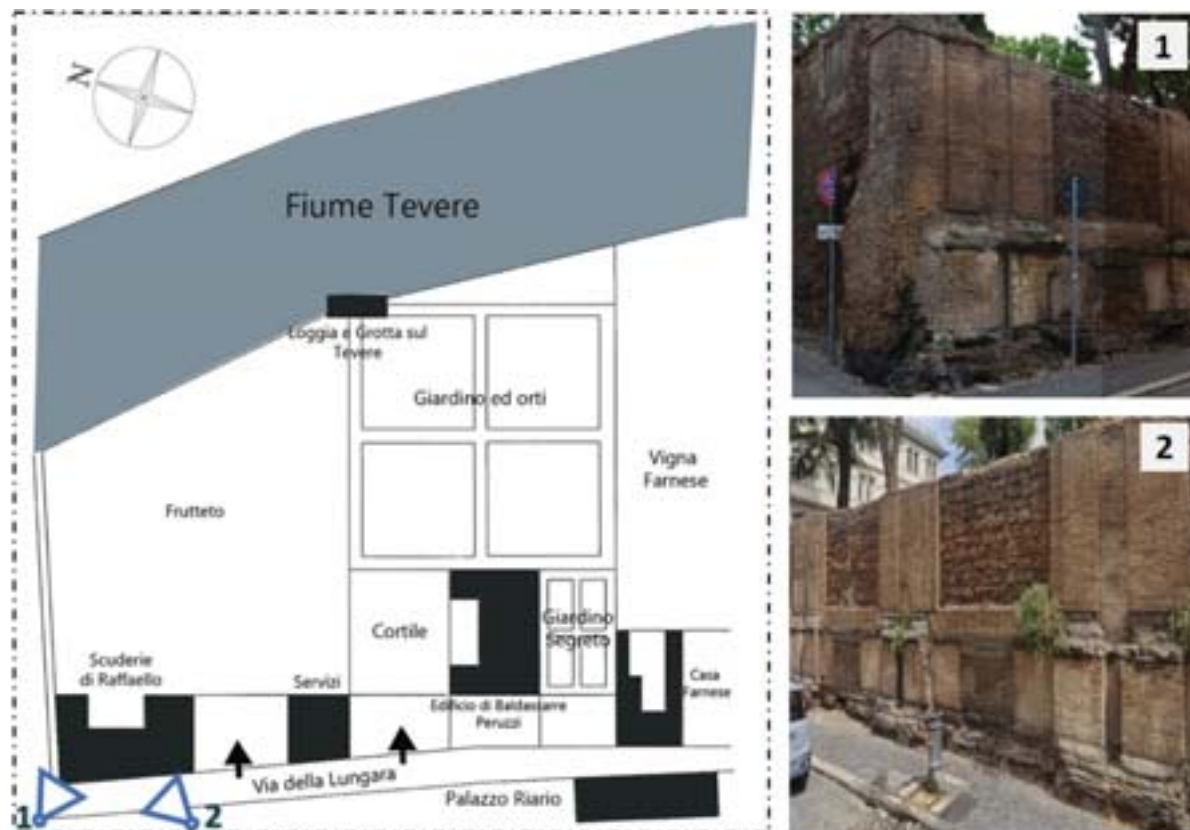 N
Fiume Tevere
Loggia e Grotta sul
Tevere
Giardino ed orti
Vigna
Farnese
Frutteto
Cortile
Giardino
Segreto
Scuderie
di Raffaello
Servizi
Edificio di Baldassarre
Peruzzi
Casa
Farnese
Via della Lungara
Palazzo Riario
1
2
1
2